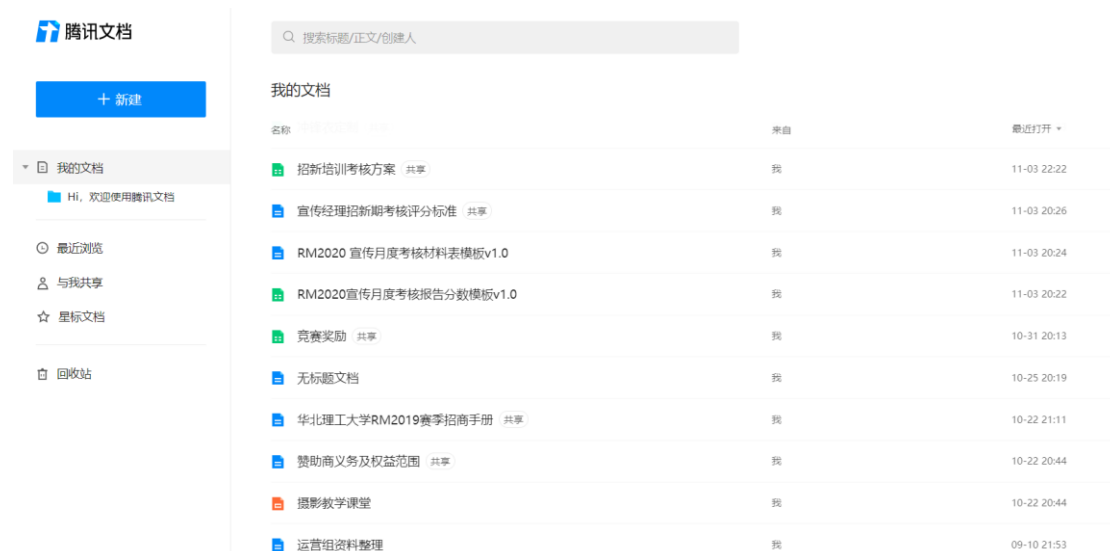 腾讯文档
搜索标题/正文/创建人
新建
我的文档
名称 来自 最近打开
我的文档
Hi，欢迎使用腾讯文档
最近浏览
与我共享
星标文档
回收站
招新培训考核方案 共享 我 11-03 22:22
宣传经理招新期考核评分标准 共享 我 11-03 20:26
RM2020 宣传月度考核材料表模板v1.0 我 11-03 20:24
RM2020宣传月度考核报告分数模板v1.0 我 11-03 20:22
竞赛奖励 共享 我 10-31 20:13
无标题文档 我 10-25 20:19
华北理工大学RM2019赛季招商手册 共享 我 10-22 21:11
赞助商义务及权益范围 共享 我 10-22 20:44
摄影教学课堂 我 10-22 20:44
运营组资料整理 我 09-10 21:53